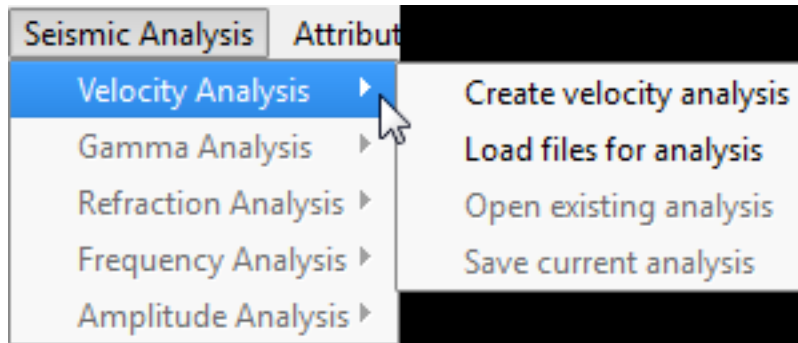 Seismic Analysis Attribut
Velocity Analysis
Create velocity analysis
Gamma Analysis
Load files for analysis
Refraction Analysis
Open existing analysis
Frequency Analysis
Save current analysis
Amplitude Analysis